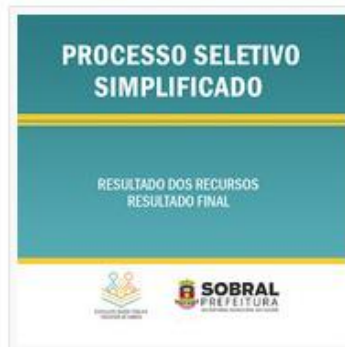 PROCESSO SELETIVO
SIMPLIFICADO
RESULTADO DOS RECURSOS
RESULTADO FINAL
SOBRAL
PREFEITURA